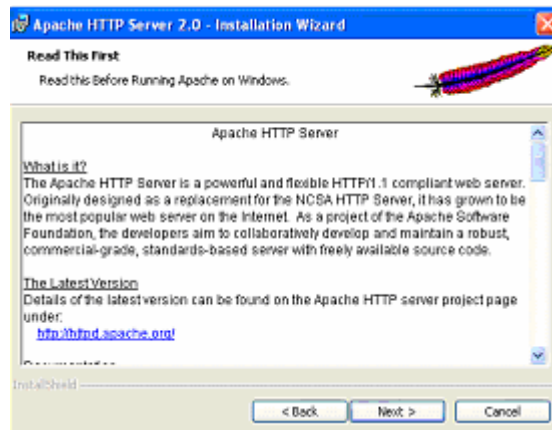 Apache HTTP Server 2.0 - Installation Wizard
Read This First
Read this Before Running Apache on Windows.
Apache HTTP Server
What is it?
The Apache HTTP Server is a powerful and flexible HTTP/1.1 compliant web server.
Originally designed as a replacement for the NCSA HTTP Server, it has grown to be
the most popular web server on the Internet. As a project of the Apache Software
Foundation, the developers aim to collaboratively develop and maintain a robust,
commercial-grade, standards-based server with freely available source code.
The Latest Version
Details of the latest version can be found on the Apache HTTP server project page
under:
http://httpd.apache.org/
InstallShield
< Back
Next >
Cancel